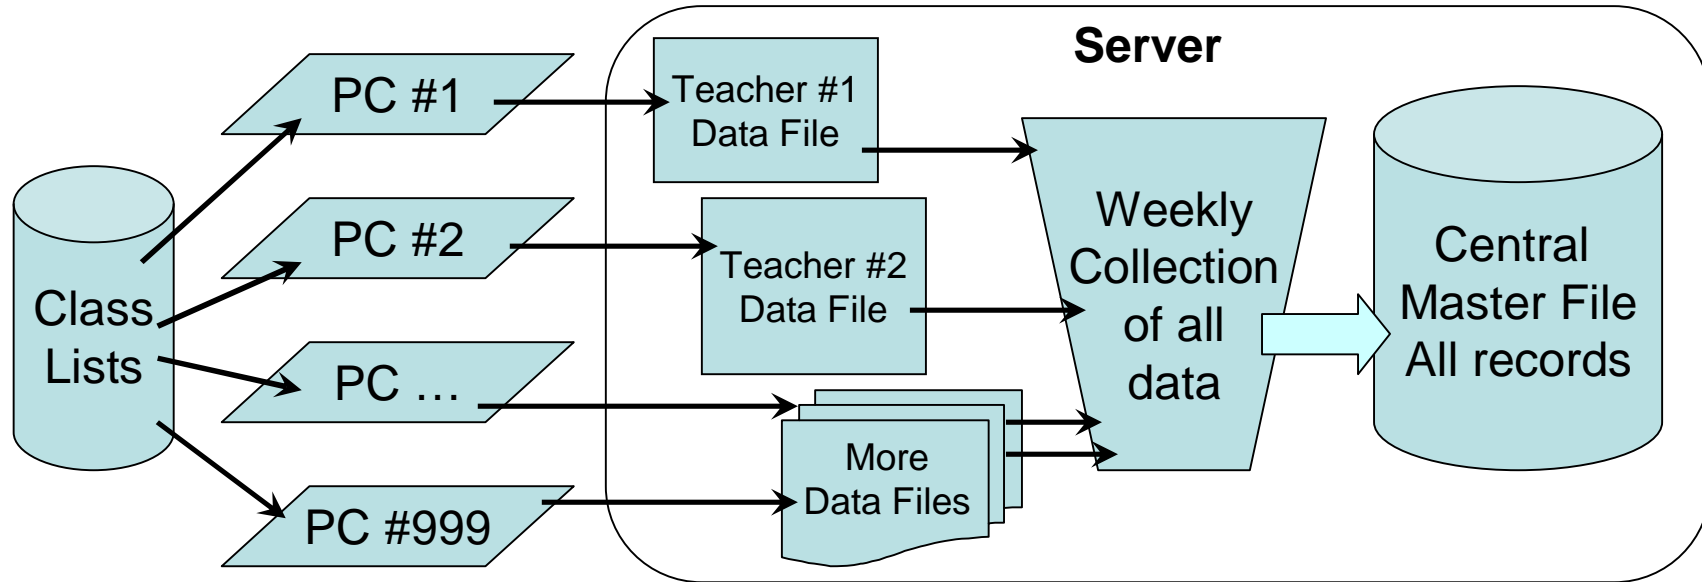 Server
Class
Lists
PC #1
PC #2
PC ...
PC #999
Teacher #1
Data File
Teacher #2
Data File
More
Data Files
Weekly
Collection
of all
data
Central
Master File
All records